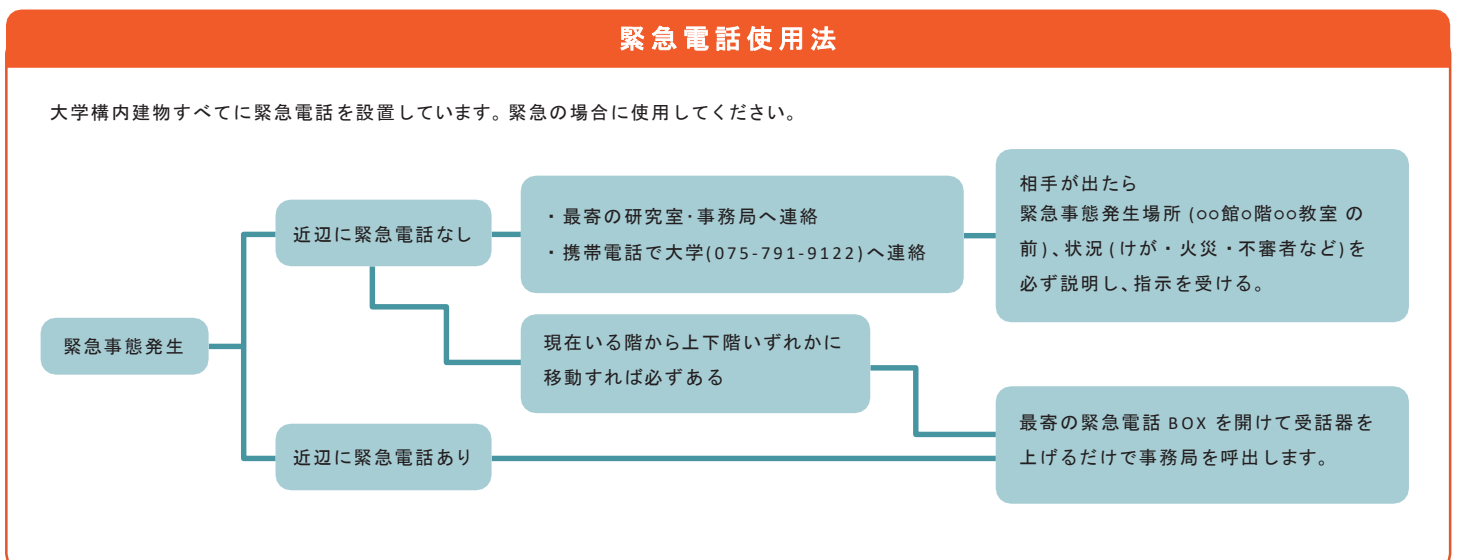 緊急電話使用法
大学構内建物すべてに緊急電話を設置しています。緊急の場合に使用してください。
緊急事態発生
近辺に緊急電話なし
・最寄の研究室・事務局へ連絡
・携帯電話で大学(075-791-9122)へ連絡
相手が出たら
緊急事態発生場所 (○○館○階○○教室 の
前)、状況 (けが・火災・不審者など)を
必ず説明し、指示を受ける。
現在いる階から上下階いずれかに
移動すれば必ずある
近辺に緊急電話あり
最寄の緊急電話 BOX を開けて受話器を
上げるだけで事務局を呼出します。